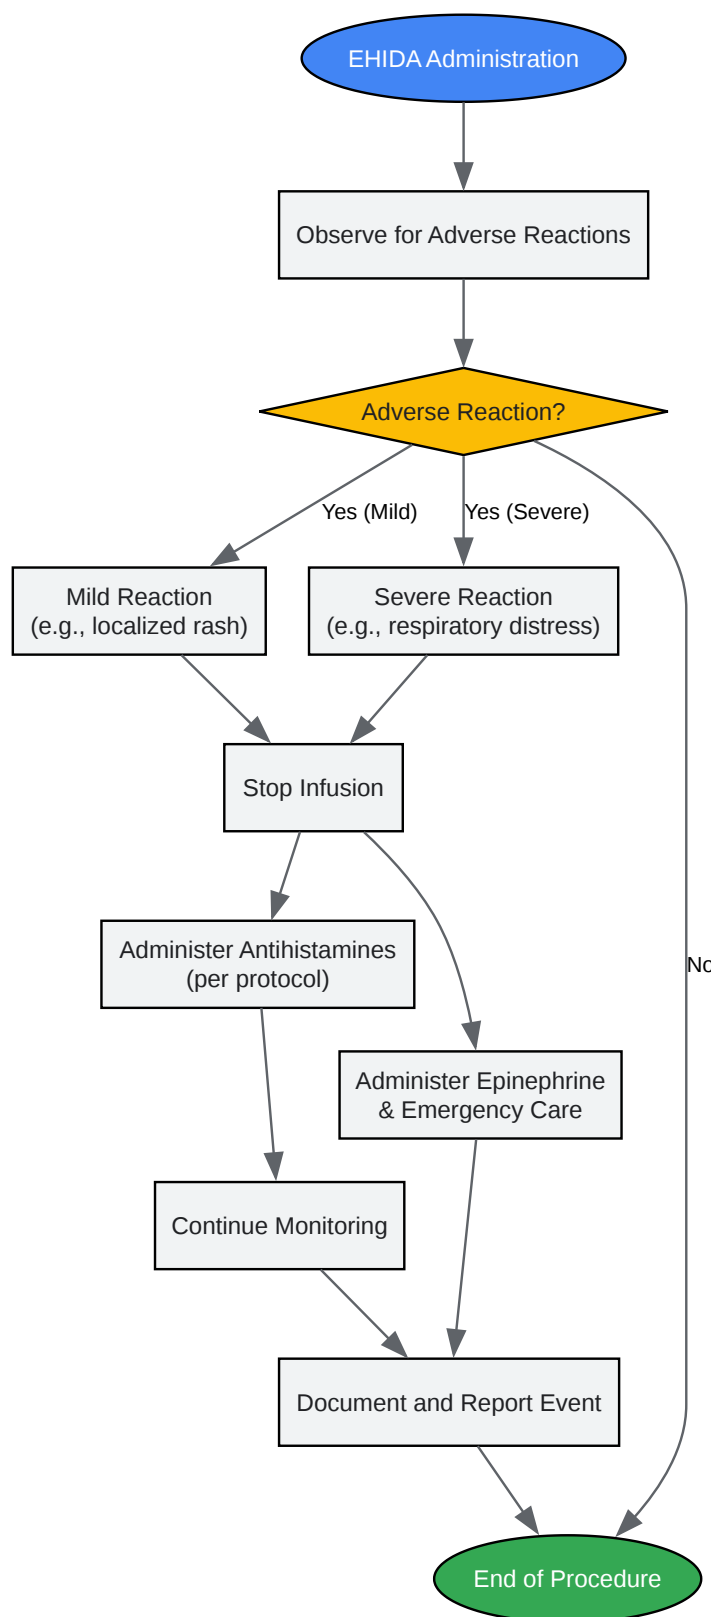 EHIDA Administration
Observe for Adverse Reactions
Adverse Reaction?
Yes (Mild)
Yes (Severe)
Mild Reaction
(e.g., localized rash)
Severe Reaction
(e.g., respiratory distress)
Stop Infusion
Administer Antihistamines
(per protocol)
No
Administer Epinephrine
& Emergency Care
Continue Monitoring
Document and Report Event
End of Procedure